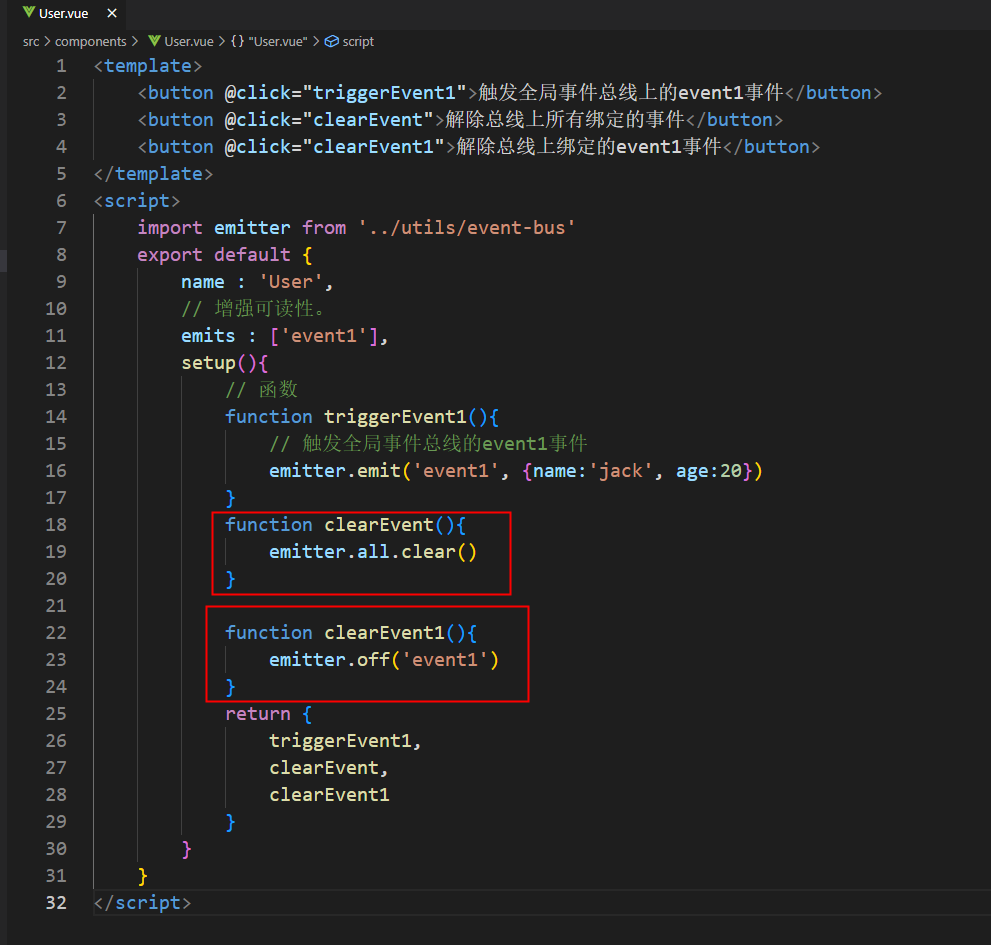 User.vue ×
src > components > User.vue > {} "User.vue" > script
1 <template>
2 <button @click="triggerEvent1">触发全局事件总线上的event1事件</button>
3 <button @click="clearEvent">解除总线上所有绑定的事件</button>
4 <button @click="clearEvent1">解除总线上绑定的event1事件</button>
5 </template>
6 <script>
7 import emitter from '../utils/event-bus'
8 export default {
9 name : 'User',
10 // 增强可读性。
11 emits : ['event1'],
12 setup(){
13 // 函数
14 function triggerEvent1(){
15 // 触发全局事件总线的event1事件
16 emitter.emit('event1', {name:'jack', age:20})
17 }
18 function clearEvent(){
19 emitter.all.clear()
20 }
21
22 function clearEvent1(){
23 emitter.off('event1')
24 }
25 return {
26 triggerEvent1,
27 clearEvent,
28 clearEvent1
29 }
30 }
31 }
32 </script>